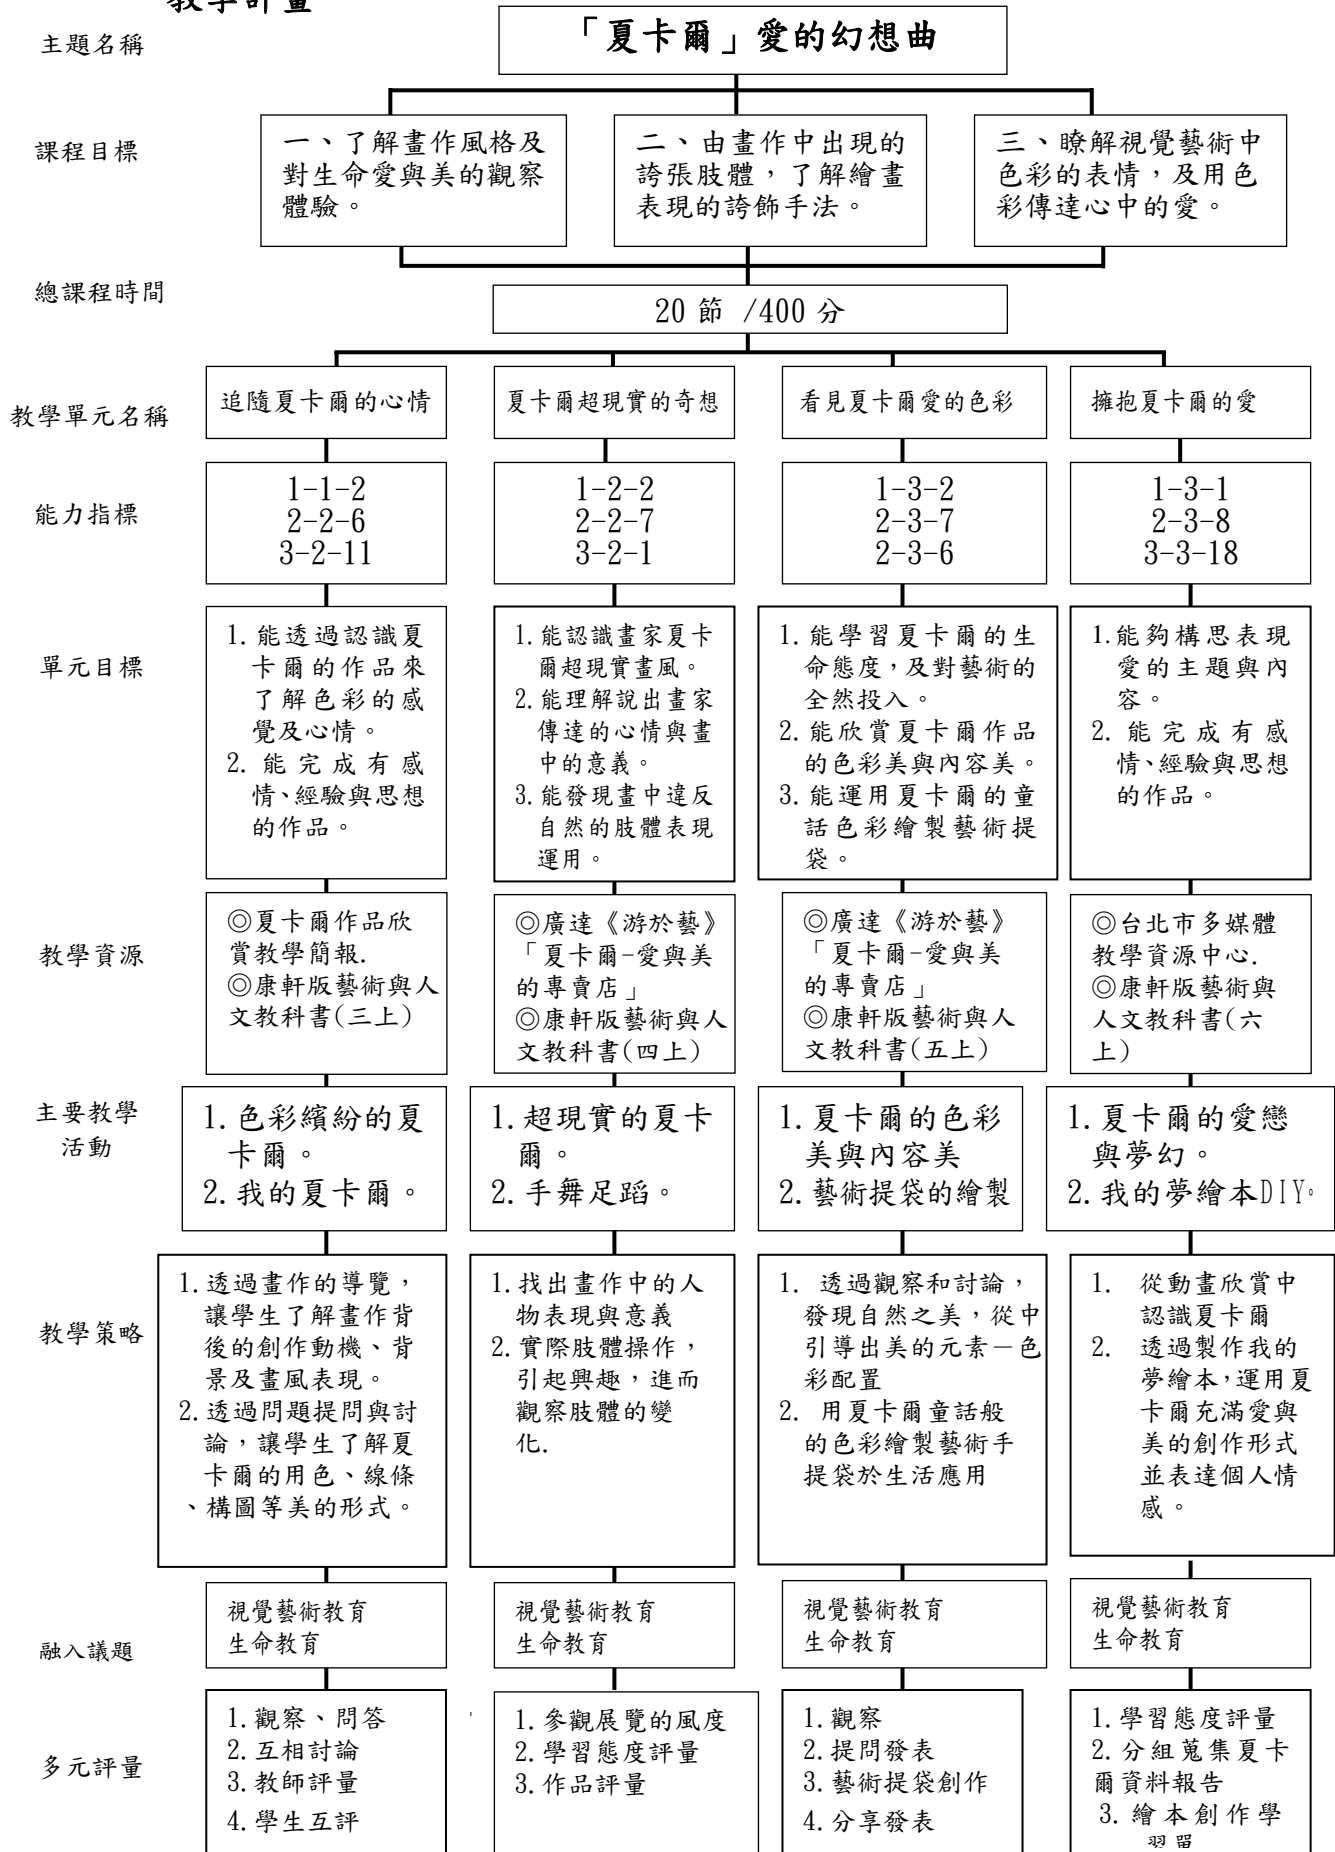 教學計畫
主題名稱
「夏卡爾」愛的幻想曲
課程目標
一、了解畫作風格及
對生命愛與美的觀察
體驗。
二、由畫作中出現的
誇張肢體，了解繪畫
表現的誇飾手法。
三、瞭解視覺藝術中
色彩的表情，及用色
彩傳達心中的愛。
總課程時間
20 節 /400 分
教學單元名稱
追隨夏卡爾的心情
夏卡爾超現實的奇想
看見夏卡爾愛的色彩
擁抱夏卡爾的愛
能力指標
1-1-2
2-2-6
3-2-11
1-2-2
2-2-7
3-2-1
1-3-2
2-3-7
2-3-6
1-3-1
2-3-8
3-3-18
單元目標
1. 能透過認識夏
卡爾的作品來
了解色彩的感
覺及心情。
2. 能完成有感
情、經驗與思想
的作品。
1. 能認識畫家夏卡
爾超現實畫風。
2. 能理解說出畫家
傳達的心情與畫
中的意義。
3. 能發現畫中違反
自然的肢體表現
運用。
1. 能學習夏卡爾的生
命態度，及對藝術的
全然投入。
2. 能欣賞夏卡爾作品
的色彩美與內容美。
3. 能運用夏卡爾的童
話色彩繪製藝術提
袋。
1. 能夠構思表現
愛的主題與內
容。
2. 能完成有感
情、經驗與思想
的作品。
教學資源
◎夏卡爾作品欣
賞教學簡報.
◎康軒版藝術與人
文教科書(三上)
◎廣達《游於藝》
「夏卡爾-愛與美
的專賣店」
◎康軒版藝術與人
文教科書(四上)
◎廣達《游於藝》
「夏卡爾-愛與美
的專賣店」
◎康軒版藝術與人
文教科書(五上)
◎台北市多媒體
教學資源中心.
◎康軒版藝術與
人文教科書(六
上)
主要教學
活動
1. 色彩繽紛的夏
卡爾。
2. 我的夏卡爾。
1. 超現實的夏卡
爾。
2. 手舞足蹈。
1. 夏卡爾的色彩
美與內容美
2. 藝術提袋的繪製
1. 夏卡爾的愛戀
與夢幻。
2. 我的夢繪本DIY。
教學策略
1. 透過畫作的導覽，
讓學生了解畫作背
後的創作動機、背
景及畫風表現。
2. 透過問題提問與討
論，讓學生了解夏
卡爾的用色、線條
、構圖等美的形式。
1. 找出畫作中的人
物表現與意義
2. 實際肢體操作，
引起興趣，進而
觀察肢體的變
化.
1. 透過觀察和討論，
發現自然之美，從中
引導出美的元素－色
彩配置
2. 用夏卡爾童話般
的色彩繪製藝術手
提袋於生活應用
1. 從動畫欣賞中
認識夏卡爾
2. 透過製作我的
夢繪本，運用夏
卡爾充滿愛與
美的創作形式
並表達個人情
感。
融入議題
視覺藝術教育
生命教育
視覺藝術教育
生命教育
視覺藝術教育
生命教育
視覺藝術教育
生命教育
多元評量
1. 觀察、問答
2. 互相討論
3. 教師評量
4. 學生互評
1. 參觀展覽的風度
2. 學習態度評量
3. 作品評量
1. 觀察
2. 提問發表
3. 藝術提袋創作
4. 分享發表
1. 學習態度評量
2. 分組蒐集夏卡
爾資料報告
3. 繪本創作學
習單